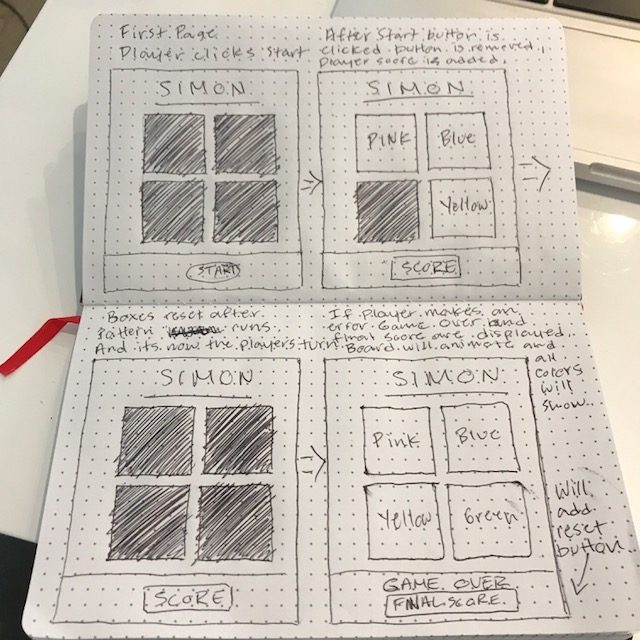 First Page
Player clicks start
SIMON
START
After Start button is
clicked button is removed,
player score is added.
SIMON
PINK Blue
Yellow
SCORE
Boxes reset after
Pattern runs.
And its now the players turn.
SIMON
SCORE
If player makes an
error Game Over and
final score are displayed.
Board will animate and
all
colors
will
show.
SIMON
Pink Blue
Yellow Green
GAME OVER
FINAL SCORE.
Will
add
reset
button